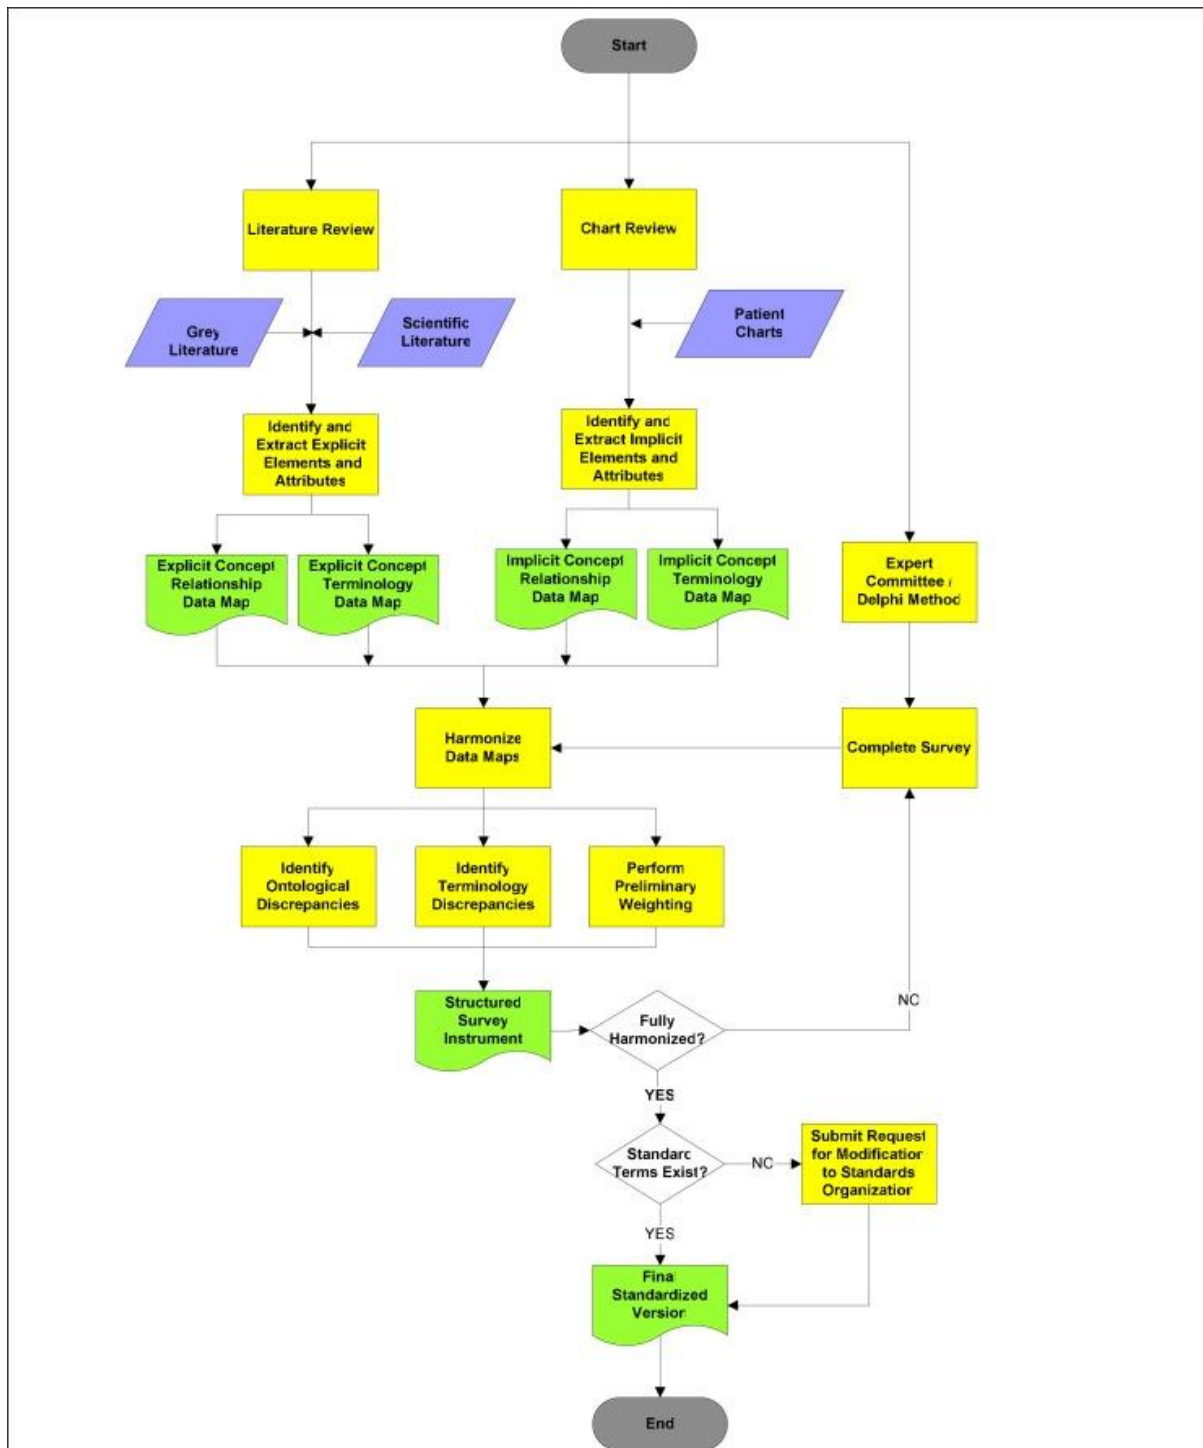 Start
Literature Review
Chart Review
Grey
Literature
Scientific
Literature
Patient
Charts
Identify and
Extract Explicit
Elements and
Attributes
Identify and
Extract Implicit
Elements and
Attributes
Explicit Concept
Relationship
Data Map
Explicit Concept
Terminology
Data Map
Implicit Concept
Relationship
Data Map
Implicit Concept
Terminology
Data Map
Expert
Committee /
Delphi Method
Harmonize
Data Maps
Complete Survey
Identify
Ontological
Discrepancies
Identify
Terminology
Discrepancies
Perform
Preliminary
Weighting
Structured
Survey
Instrument
Fully
Harmonized?
NO
YES
Standard
Terms Exist?
NO
Submit Request
for Modification
to Standards
Organization
YES
Final
Standardized
Version
End